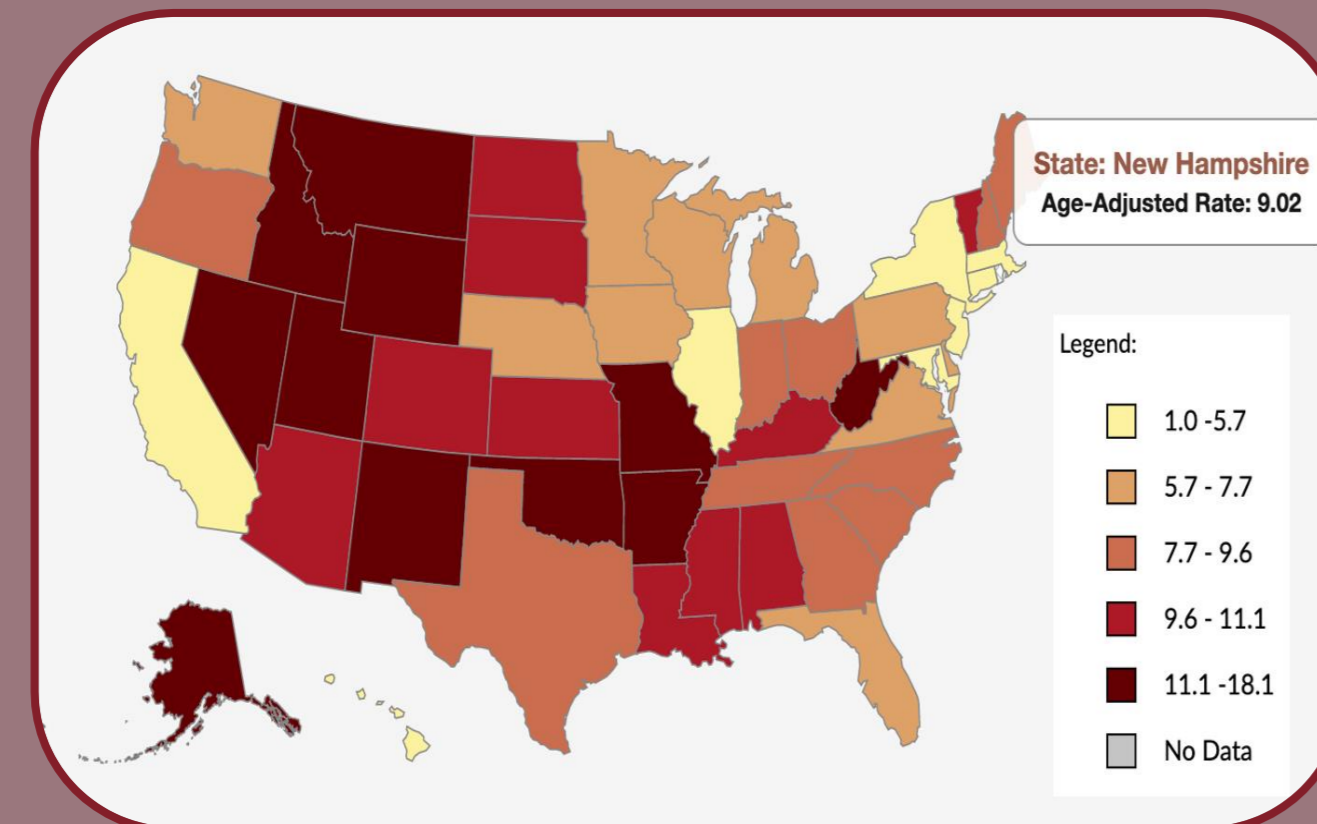 State: New Hampshire
Age-Adjusted Rate: 9.02
Legend:
1.0 -5.7
5.7 - 7.7
7.7 - 9.6
9.6 - 11.1
11.1 -18.1
No Data